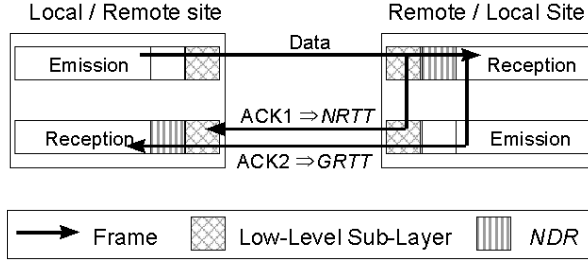 Local / Remote site
Remote / Local Site
Data
Emission
Reception
ACK1 ⇒ NRTT
Reception
Emission
ACK2 ⇒ GRTT
Frame
Low-Level Sub-Layer
NDR